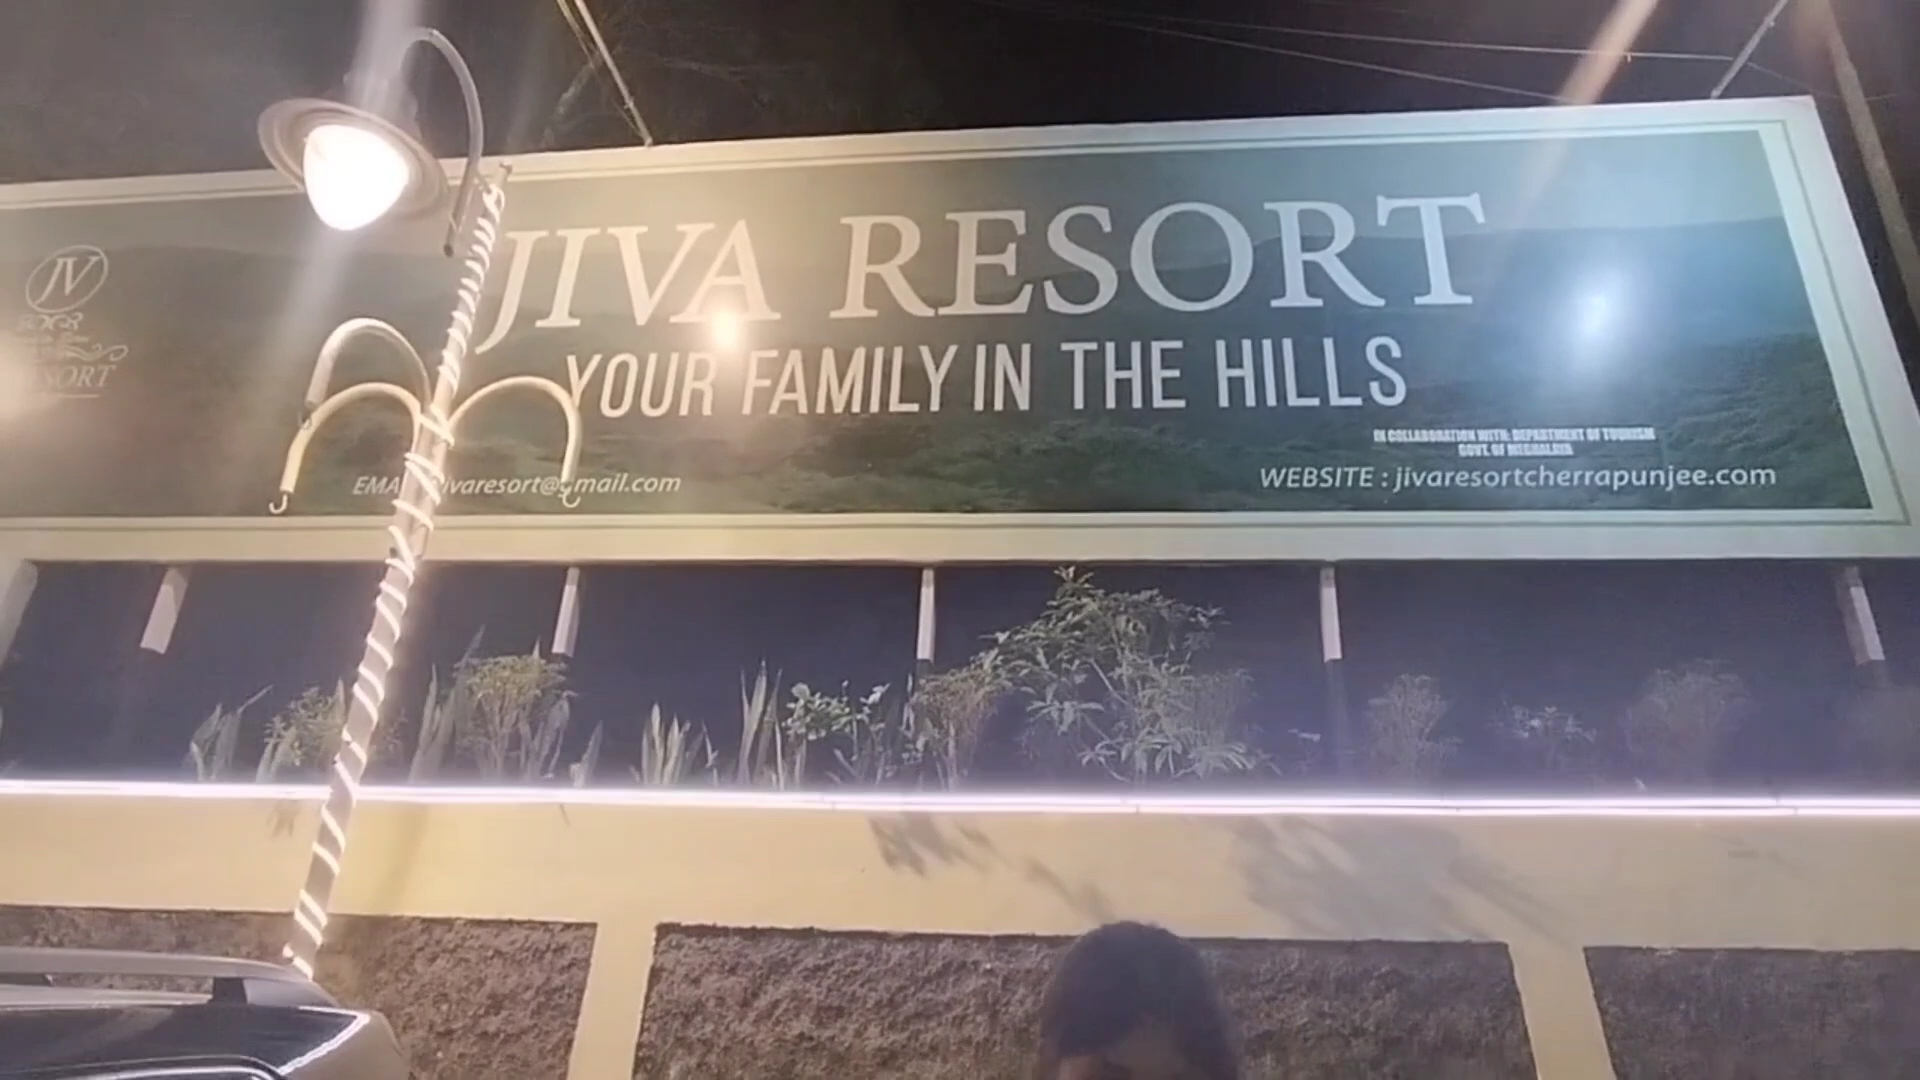 JV
RESORT
JIVA RESORT
YOUR FAMILY IN THE HILLS
IN COLLABORATION WITH: DEPARTMENT OF TOURISM
GOVT. OF MEGHALAYA
jivaresort@gmail.com
WEBSITE : jivaresortcherrapunjee.com